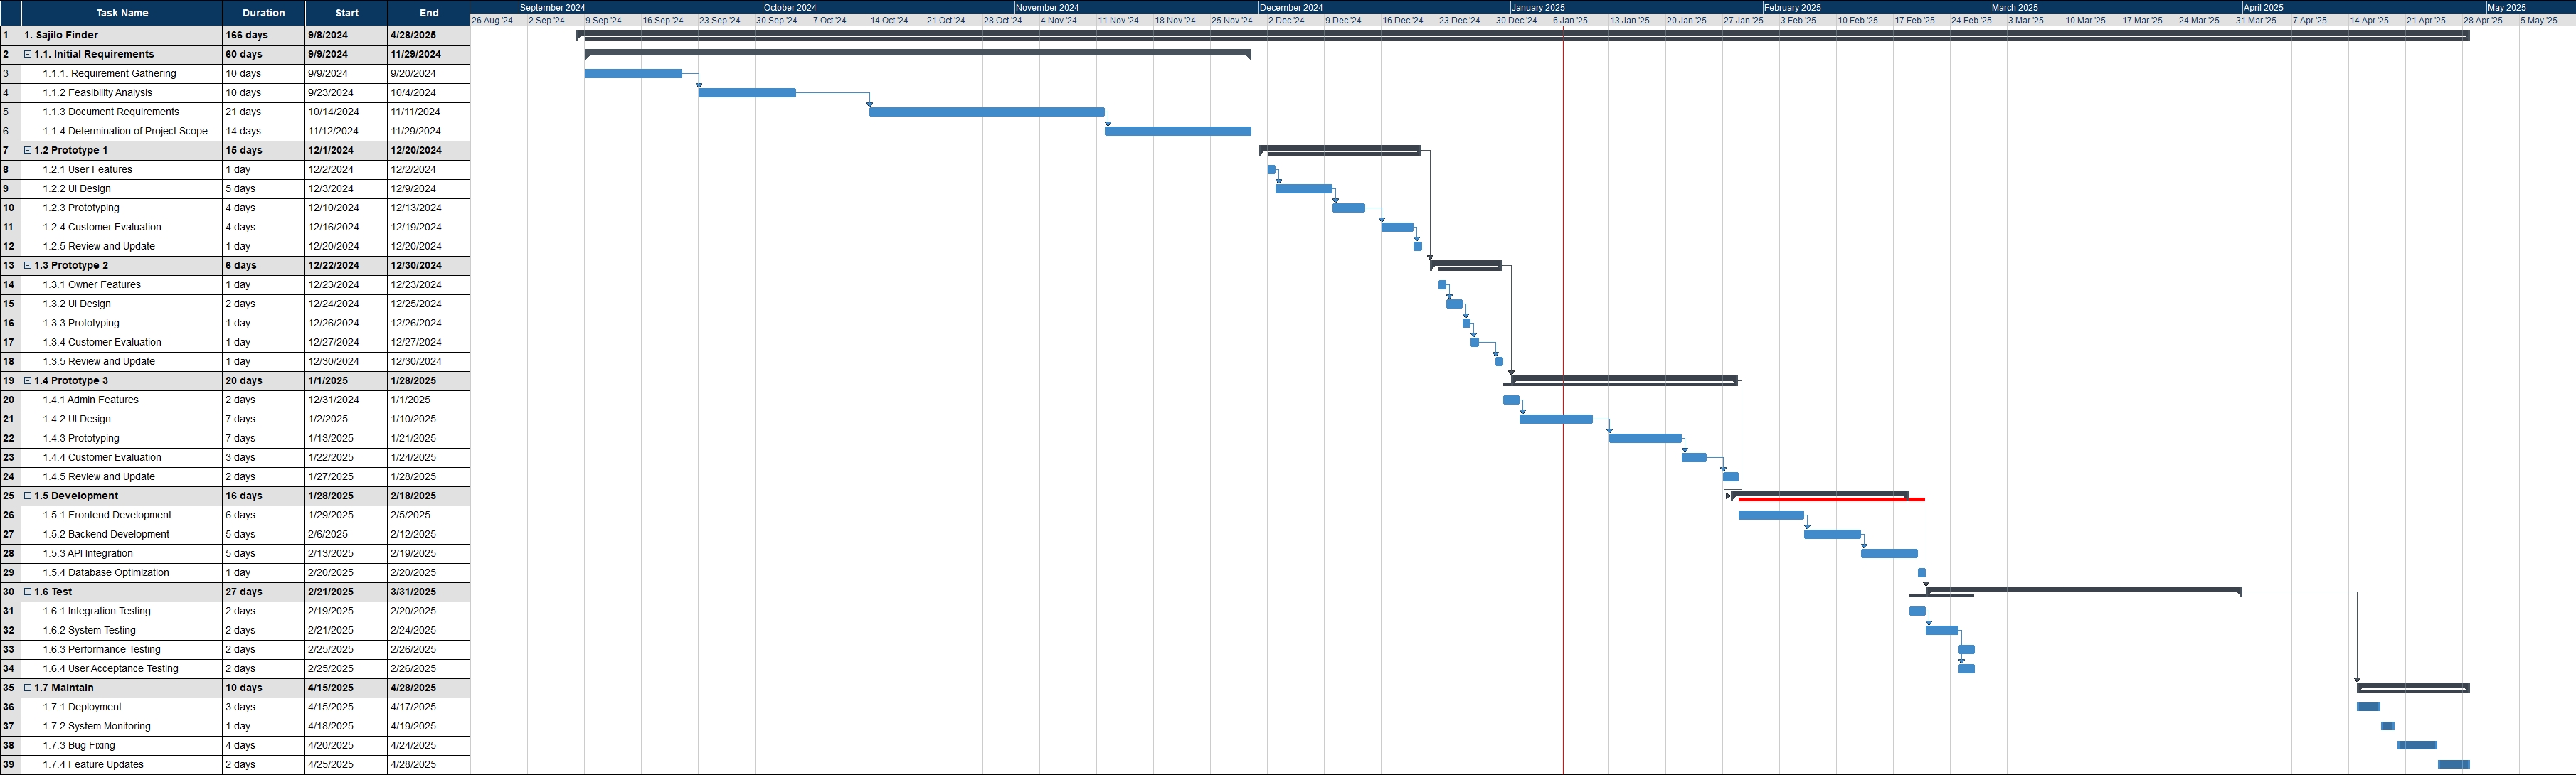 Task Name Duration Start End September 2024 October 2024 November 2024 December 2024 January 2025 February 2025 March 2025 April 2025 May 2025
26 Aug '24 2 Sep '24 9 Sep '24 16 Sep '24 23 Sep '24 30 Sep '24 7 Oct '24 14 Oct '24 21 Oct '24 28 Oct '24 4 Nov '24 11 Nov '24 18 Nov '24 25 Nov '24 2 Dec '24 9 Dec '24 16 Dec '24 23 Dec '24 30 Dec '24 6 Jan '25 13 Jan '25 20 Jan '25 27 Jan '25 3 Feb '25 10 Feb '25 17 Feb '25 24 Feb '25 3 Mar '25 10 Mar '25 17 Mar '25 24 Mar '25 31 Mar '25 7 Apr '25 14 Apr '25 21 Apr '25 28 Apr '25 5 May '25
1 1. Sajilo Finder 166 days 9/8/2024 4/28/2025
2 1.1. Initial Requirements 60 days 9/9/2024 11/29/2024
3 1.1.1. Requirement Gathering 10 days 9/9/2024 9/20/2024
4 1.1.2 Feasibility Analysis 10 days 9/23/2024 10/4/2024
5 1.1.3 Document Requirements 21 days 10/14/2024 11/11/2024
6 1.1.4 Determination of Project Scope 14 days 11/12/2024 11/29/2024
7 1.2 Prototype 1 15 days 12/1/2024 12/20/2024
8 1.2.1 User Features 1 day 12/2/2024 12/2/2024
9 1.2.2 UI Design 5 days 12/3/2024 12/9/2024
10 1.2.3 Prototyping 4 days 12/10/2024 12/13/2024
11 1.2.4 Customer Evaluation 4 days 12/16/2024 12/19/2024
12 1.2.5 Review and Update 1 day 12/20/2024 12/20/2024
13 1.3 Prototype 2 6 days 12/22/2024 12/30/2024
14 1.3.1 Owner Features 1 day 12/23/2024 12/23/2024
15 1.3.2 UI Design 2 days 12/24/2024 12/25/2024
16 1.3.3 Prototyping 1 day 12/26/2024 12/26/2024
17 1.3.4 Customer Evaluation 1 day 12/27/2024 12/27/2024
18 1.3.5 Review and Update 1 day 12/30/2024 12/30/2024
19 1.4 Prototype 3 20 days 1/1/2025 1/28/2025
20 1.4.1 Admin Features 2 days 12/31/2024 1/1/2025
21 1.4.2 UI Design 7 days 1/2/2025 1/10/2025
22 1.4.3 Prototyping 7 days 1/13/2025 1/21/2025
23 1.4.4 Customer Evaluation 3 days 1/22/2025 1/24/2025
24 1.4.5 Review and Update 2 days 1/27/2025 1/28/2025
25 1.5 Development 16 days 1/28/2025 2/18/2025
26 1.5.1 Frontend Development 6 days 1/29/2025 2/5/2025
27 1.5.2 Backend Development 5 days 2/6/2025 2/12/2025
28 1.5.3 API Integration 5 days 2/13/2025 2/19/2025
29 1.5.4 Database Optimization 1 day 2/20/2025 2/20/2025
30 1.6 Test 27 days 2/21/2025 3/31/2025
31 1.6.1 Integration Testing 2 days 2/19/2025 2/20/2025
32 1.6.2 System Testing 2 days 2/21/2025 2/24/2025
33 1.6.3 Performance Testing 2 days 2/25/2025 2/26/2025
34 1.6.4 User Acceptance Testing 2 days 2/25/2025 2/26/2025
35 1.7 Maintain 10 days 4/15/2025 4/28/2025
36 1.7.1 Deployment 3 days 4/15/2025 4/17/2025
37 1.7.2 System Monitoring 1 day 4/18/2025 4/19/2025
38 1.7.3 Bug Fixing 4 days 4/20/2025 4/24/2025
39 1.7.4 Feature Updates 2 days 4/25/2025 4/28/2025